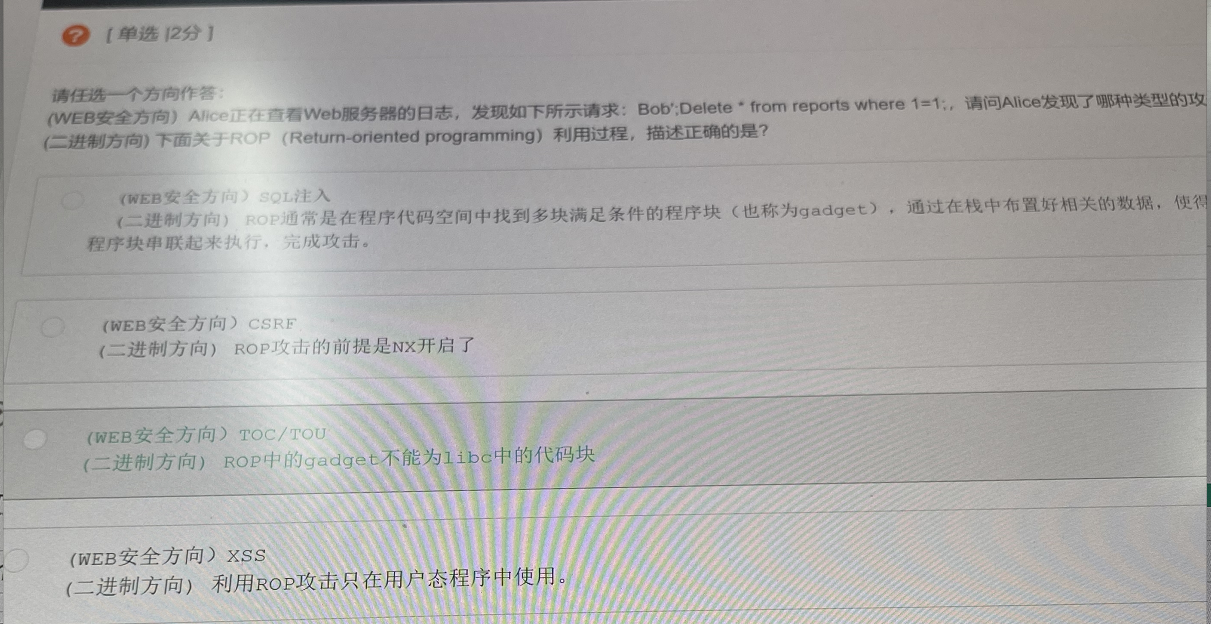 [ 单选 |2分 ]
请任选一个方向作答：
(WEB安全方向）Alice正在查看Web服务器的日志，发现如下所示请求：Bob';Delete * from reports where 1=1;，请问Alice发现了哪种类型的攻
(二进制方向) 下面关于ROP（Return-oriented programming）利用过程，描述正确的是？
(WEB安全方向）SQL注入
(二进制方向） ROP通常是在程序代码空间中找到多块满足条件的程序块（也称为gadget），通过在栈中布置好相关的数据，使得
程序块串联起来执行，完成攻击。
(WEB安全方向）CSRF
(二进制方向） ROP攻击的前提是NX开启了
(WEB安全方向）TOC/TOU
(二进制方向） ROP中的gadget不能为libc中的代码块
(WEB安全方向）XSS
(二进制方向） 利用ROP攻击只在用户态程序中使用。